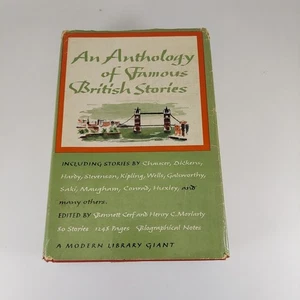 An Anthology
of Famous
British Stories
INCLUDING STORIES BY Chaucer, Dickens,
Hardy, Stevenson, Kipling, Wells, Galsworthy,
Saki, Maugham, Conrad, Huxley, and
many others.
EDITED BY Bennett Cerf and Henry C. Moriarty
80 Stories 1248 Pages Biographical Notes
A MODERN LIBRARY GIANT